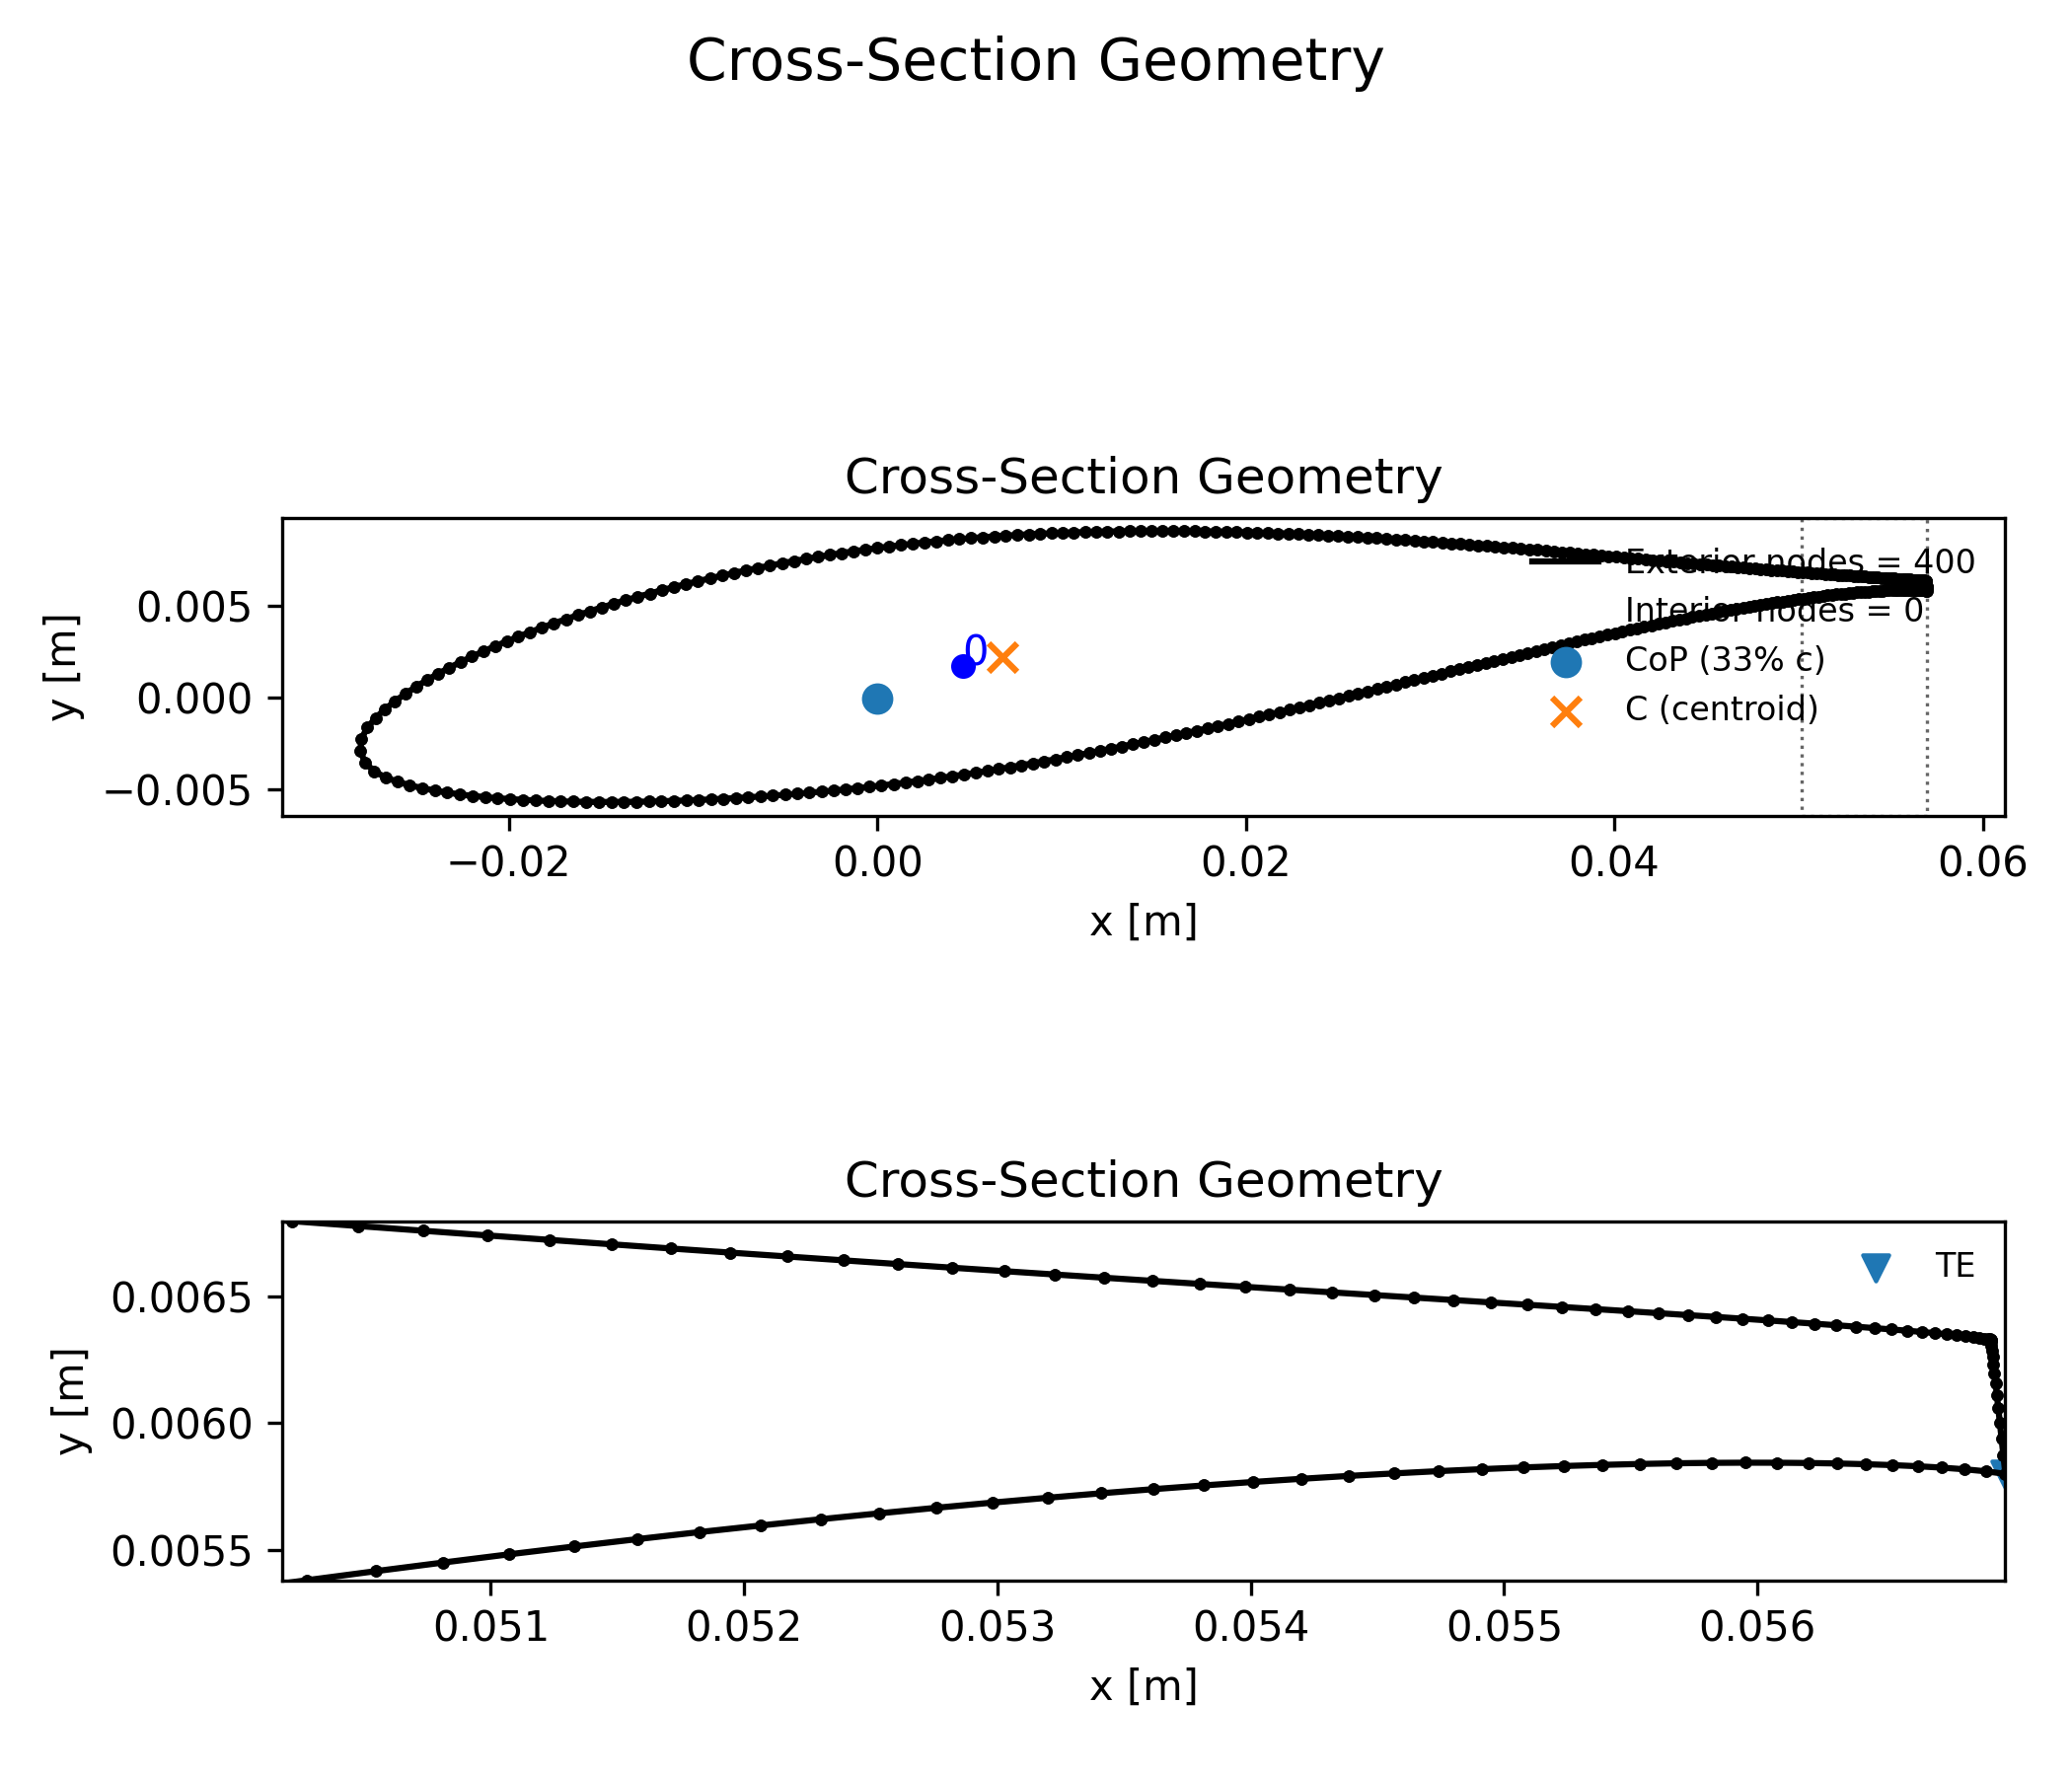 Cross-Section Geometry
Cross-Section Geometry
y [m]
0.005
0.000
−0.005
0
Exterior nodes = 400
Interior nodes = 0
CoP (33% c)
C (centroid)
−0.02
0.00
0.02
0.04
0.06
x [m]
Cross-Section Geometry
y [m]
0.0065
0.0060
0.0055
TE
0.051
0.052
0.053
0.054
0.055
0.056
x [m]